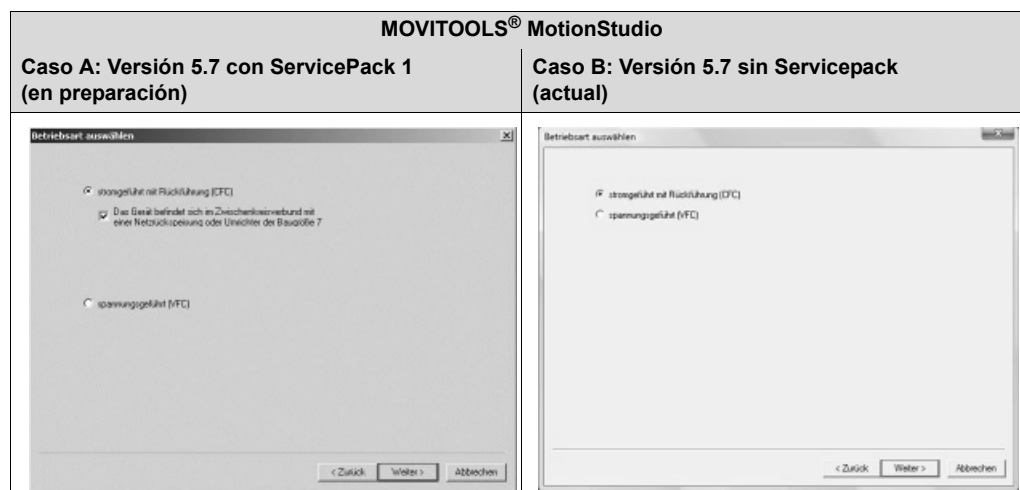 MOVITOOLS® MotionStudio
Caso A: Versión 5.7 con ServicePack 1
(en preparación)
Caso B: Versión 5.7 sin Servicepack
(actual)
Betriebsart auswählen
stromgeführt mit Rückführung (CFC)
Das Gerät befindet sich im Zwischenkreisverbund mit
einer Netzrückspeisung oder Umrichter der Baugröße 7
spannungsgeführt (VFC)
< Zurück
Weiter >
Abbrechen
Betriebsart auswählen
stromgeführt mit Rückführung (CFC)
spannungsgeführt (VFC)
< Zurück
Weiter >
Abbrechen